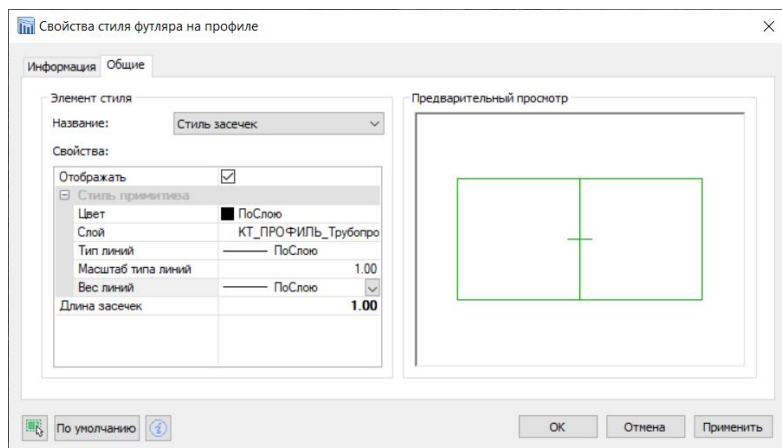 Свойства стиля футляра на профиле
Информация
Общие
Элемент стиля
Название:
Стиль засечек
Свойства:
Отображать
Стиль примитива
Цвет
ПоСлою
Слой
КТ_ПРОФИЛЬ_Трубопро
Тип линий
ПоСлою
Масштаб типа линий
1.00
Вес линий
ПоСлою
Длина засечек
1.00
Предварительный просмотр
По умолчанию
ОК
Отмена
Применить